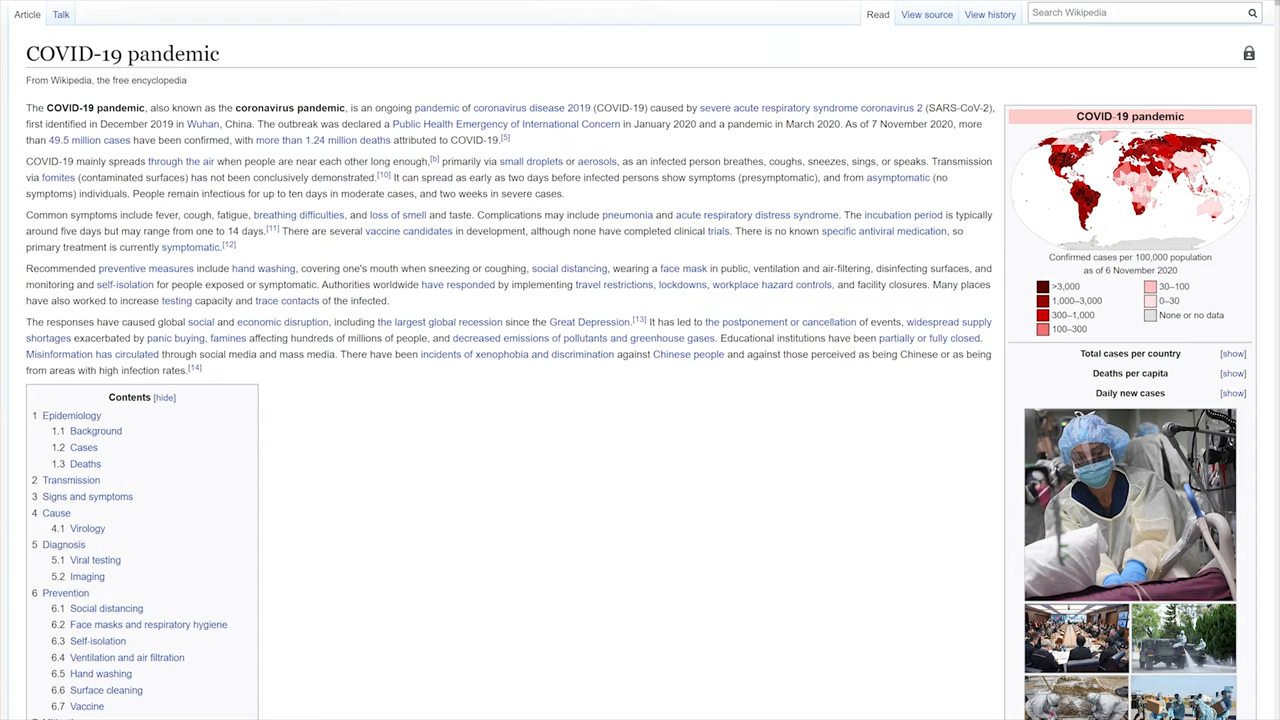 Article
Talk
Read
View source
View history
Search Wikipedia
COVID-19 pandemic
From Wikipedia, the free encyclopedia
The COVID-19 pandemic, also known as the coronavirus pandemic, is an ongoing pandemic of coronavirus disease 2019 (COVID-19) caused by severe acute respiratory syndrome coronavirus 2 (SARS-CoV-2),
first identified in December 2019 in Wuhan, China. The outbreak was declared a Public Health Emergency of International Concern in January 2020 and a pandemic in March 2020. As of 7 November 2020, more
than 49.5 million cases have been confirmed, with more than 1.24 million deaths attributed to COVID-19.[5]
COVID-19 mainly spreads through the air when people are near each other long enough,[b] primarily via small droplets or aerosols, as an infected person breathes, coughs, sneezes, sings, or speaks. Transmission
via fomites (contaminated surfaces) has not been conclusively demonstrated.[10] It can spread as early as two days before infected persons show symptoms (presymptomatic), and from asymptomatic (no
symptoms) individuals. People remain infectious for up to ten days in moderate cases, and two weeks in severe cases.
Common symptoms include fever, cough, fatigue, breathing difficulties, and loss of smell and taste. Complications may include pneumonia and acute respiratory distress syndrome. The incubation period is typically
around five days but may range from one to 14 days.[11] There are several vaccine candidates in development, although none have completed clinical trials. There is no known specific antiviral medication, so
primary treatment is currently symptomatic.[12]
Recommended preventive measures include hand washing, covering one's mouth when sneezing or coughing, social distancing, wearing a face mask in public, ventilation and air-filtering, disinfecting surfaces, and
monitoring and self-isolation for people exposed or symptomatic. Authorities worldwide have responded by implementing travel restrictions, lockdowns, workplace hazard controls, and facility closures. Many places
have also worked to increase testing capacity and trace contacts of the infected.
The responses have caused global social and economic disruption, including the largest global recession since the Great Depression.[13] It has led to the postponement or cancellation of events, widespread supply
shortages exacerbated by panic buying, famines affecting hundreds of millions of people, and decreased emissions of pollutants and greenhouse gases. Educational institutions have been partially or fully closed.
Misinformation has circulated through social media and mass media. There have been incidents of xenophobia and discrimination against Chinese people and against those perceived as being Chinese or as being
from areas with high infection rates.[14]
Contents [hide]
1 Epidemiology
1.1 Background
1.2 Cases
1.3 Deaths
2 Transmission
3 Signs and symptoms
4 Cause
4.1 Virology
5 Diagnosis
5.1 Viral testing
5.2 Imaging
6 Prevention
6.1 Social distancing
6.2 Face masks and respiratory hygiene
6.3 Self-isolation
6.4 Ventilation and air filtration
6.5 Hand washing
6.6 Surface cleaning
6.7 Vaccine
COVID-19 pandemic
Confirmed cases per 100,000 population
as of 6 November 2020
>3,000
1,000–3,000
300–1,000
100–300
30–100
0–30
None or no data
Total cases per country [show]
Deaths per capita [show]
Daily new cases [show]